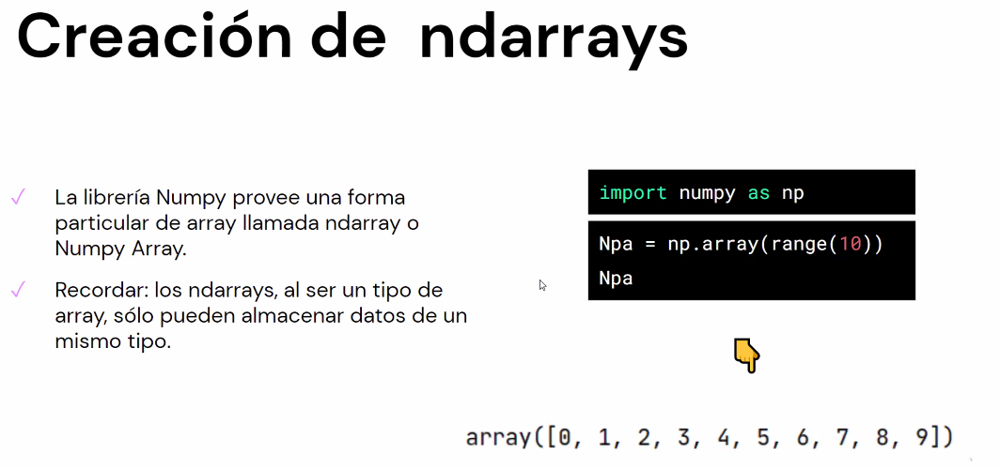 Creación de ndarrays
✓ La librería Numpy provee una forma
particular de array llamada ndarray o
Numpy Array.
✓ Recordar: los ndarrays, al ser un tipo de
array, sólo pueden almacenar datos de un
mismo tipo.
import numpy as np
Npa = np.array(range(10))
Npa
array([0, 1, 2, 3, 4, 5, 6, 7, 8, 9])